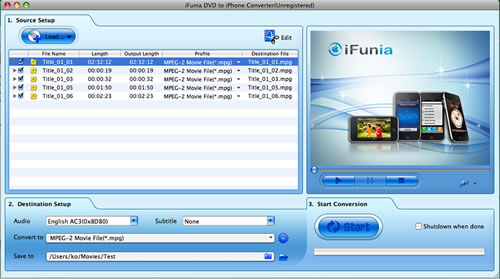 iFunia DVD to iPhone Converter(Unregistered)
1. Source Setup
Load...
Edit
File Name Length Output Length Profile Destination File
Title_01_01 02:32:12 02:32:12 MPEG-2 Movie File(*.mpg) Title_01_01.mpg
Title_01_02 00:00:19 00:00:19 MPEG-2 Movie File(*.mpg) Title_01_02.mpg
Title_01_03 00:00:32 00:00:32 MPEG-2 Movie File(*.mpg) Title_01_03.mpg
Title_01_05 00:01:50 00:01:50 MPEG-2 Movie File(*.mpg) Title_01_05.mpg
Title_01_06 00:02:23 00:02:23 MPEG-2 Movie File(*.mpg) Title_01_06.mpg
iFunia
2. Destination Setup
Audio English AC3(0x8D80) Subtitle None
Convert to MPEG-2 Movie File(*.mpg)
Save to /Users/ko/Movies/Test
3. Start Conversion
Start
Shutdown when done